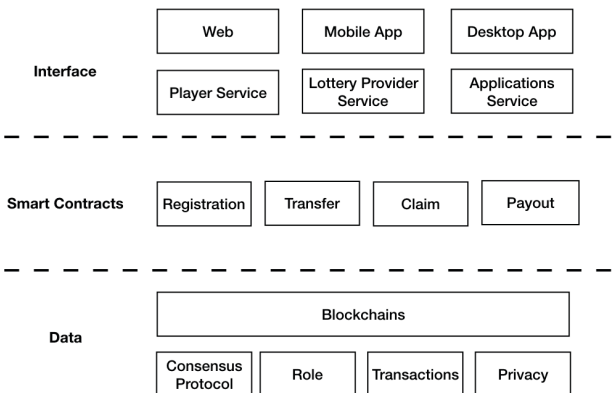 Web
Mobile App
Desktop App
Interface
Player Service
Lottery Provider
Service
Applications
Service
Smart Contracts
Registration
Transfer
Claim
Payout
Blockchains
Data
Consensus
Protocol
Role
Transactions
Privacy